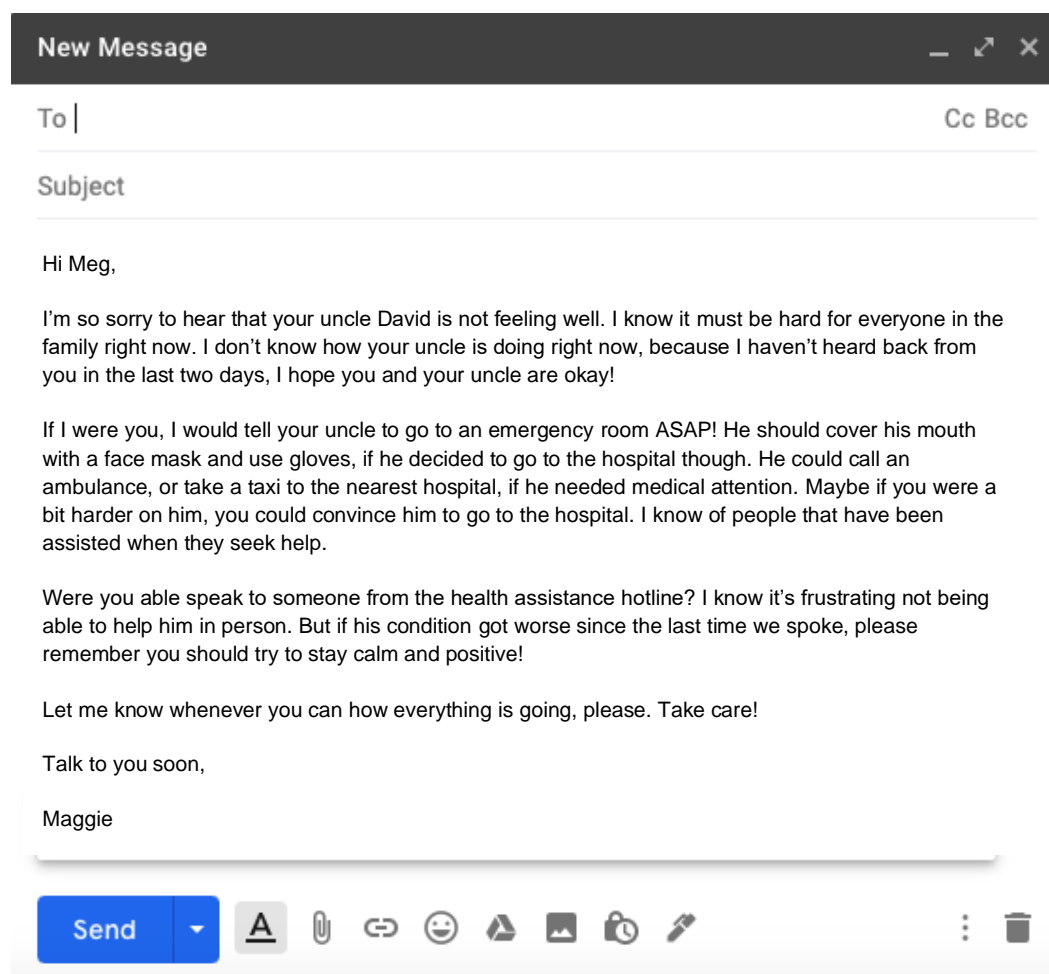 New Message
To
Cc Bcc
Subject
Hi Meg,
I’m so sorry to hear that your uncle David is not feeling well. I know it must be hard for everyone in the
family right now. I don’t know how your uncle is doing right now, because I haven’t heard back from
you in the last two days, I hope you and your uncle are okay!
If I were you, I would tell your uncle to go to an emergency room ASAP! He should cover his mouth
with a face mask and use gloves, if he decided to go to the hospital though. He could call an
ambulance, or take a taxi to the nearest hospital, if he needed medical attention. Maybe if you were a
bit harder on him, you could convince him to go to the hospital. I know of people that have been
assisted when they seek help.
Were you able speak to someone from the health assistance hotline? I know it’s frustrating not being
able to help him in person. But if his condition got worse since the last time we spoke, please
remember you should try to stay calm and positive!
Let me know whenever you can how everything is going, please. Take care!
Talk to you soon,
Maggie
Send
A